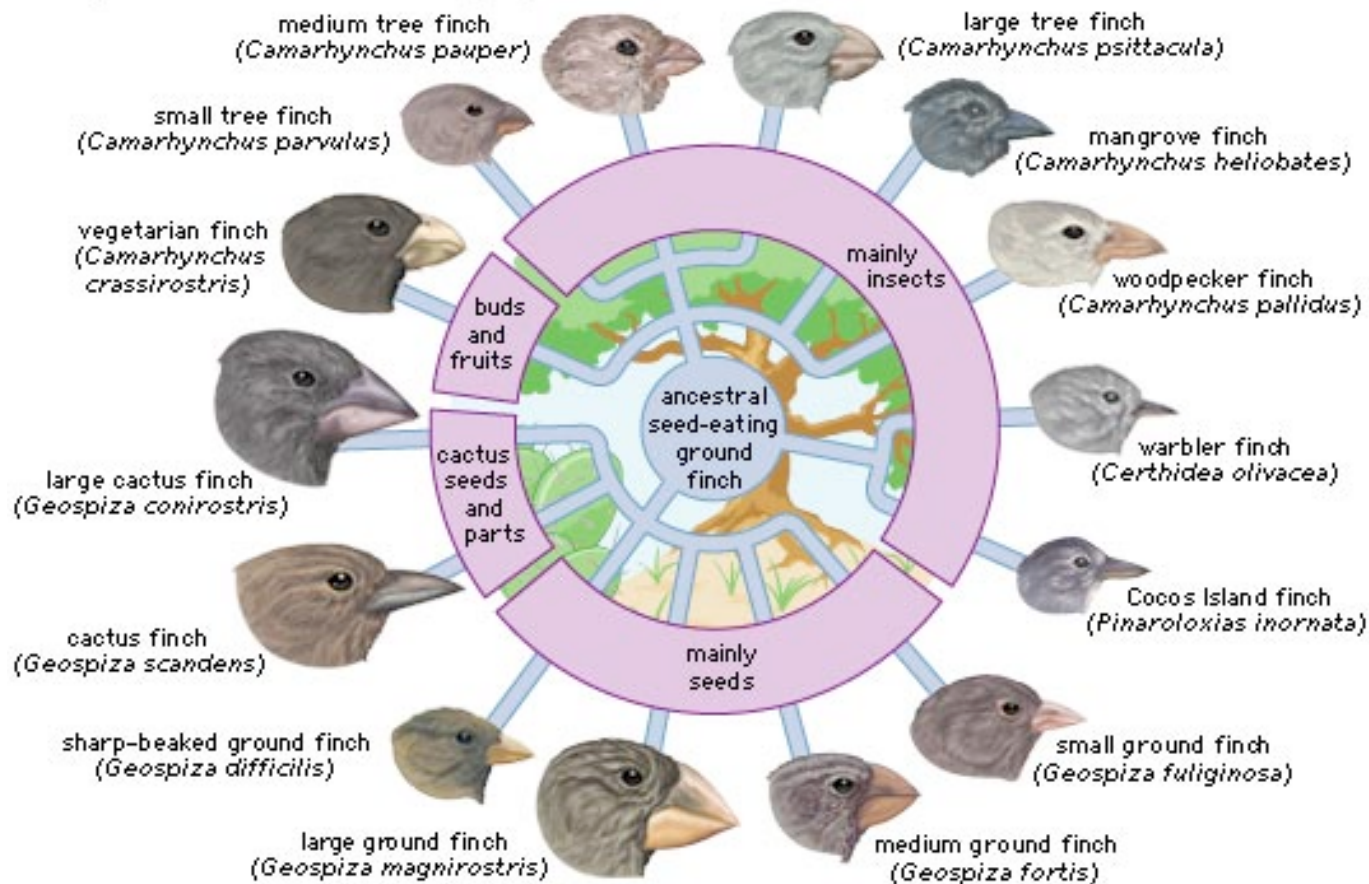 medium tree finch
(Camarhynchus pauper)
large tree finch
(Camarhynchus psittacula)
small tree finch
(Camarhynchus parvulus)
mangrove finch
(Camarhynchus heliobates)
vegetarian finch
(Camarhynchus
crassirostris)
woodpecker finch
(Camarhynchus pallidus)
large cactus finch
(Geospiza conirostris)
warbler finch
(Certhidea olivacea)
cactus finch
(Geospiza scandens)
Cocos Island finch
(Pinaroloxias inornata)
sharp-beaked ground finch
(Geospiza difficilis)
small ground finch
(Geospiza fuliginosa)
large ground finch
(Geospiza magnirostris)
medium ground finch
(Geospiza fortis)
mainly
insects
buds
and
fruits
cactus
seeds
and
parts
mainly
seeds
ancestral
seed-eating
ground
finch